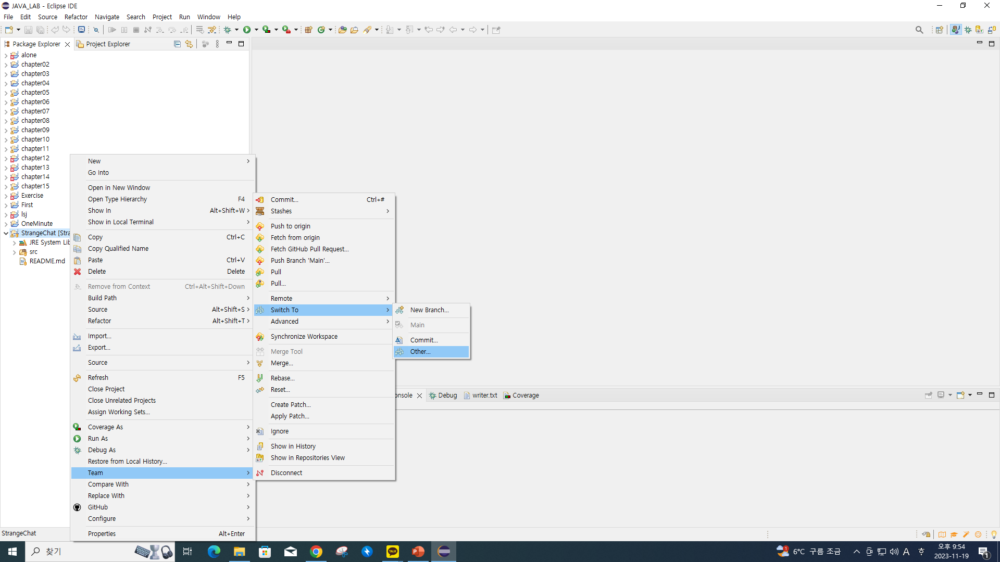 JAVA_LAB - Eclipse IDE
File Edit Source Refactor Navigate Search Project Run Window Help
Package Explorer
Project Explorer
alone
chapter02
chapter03
chapter04
chapter05
chapter06
chapter07
chapter08
chapter09
chapter10
chapter11
chapter12
chapter13
chapter14
chapter15
Exercise
First
lsj
OneMinute
StrangeChat [Stra
JRE System Lib
src
README.md
New
Go Into
Open in New Window
Open Type Hierarchy F4
Show In Alt+Shift+W
Show in Local Terminal
Copy Ctrl+C
Copy Qualified Name
Paste Ctrl+V
Delete Delete
Remove from Context Ctrl+Alt+Shift+Down
Build Path
Source Alt+Shift+S
Refactor Alt+Shift+T
Import...
Export...
Source
Refresh F5
Close Project
Close Unrelated Projects
Assign Working Sets...
Coverage As
Run As
Debug As
Restore from Local History...
Team
Compare With
Replace With
GitHub
Configure
Properties Alt+Enter
Commit... Ctrl+#
Stashes
Push to origin
Fetch from origin
Fetch GitHub Pull Request...
Push Branch 'Main'...
Pull
Pull...
Remote
Switch To
Advanced
Synchronize Workspace
Merge Tool
Merge...
Rebase...
Reset...
Create Patch...
Apply Patch...
Ignore
Show in History
Show in Repositories View
Disconnect
New Branch...
Main
Commit...
Other...
onsole
Debug
writer.txt
Coverage
StrangeChat
찾기
TALK
1
6°C 구름 조금
A
오후 9:54
2023-11-19
1